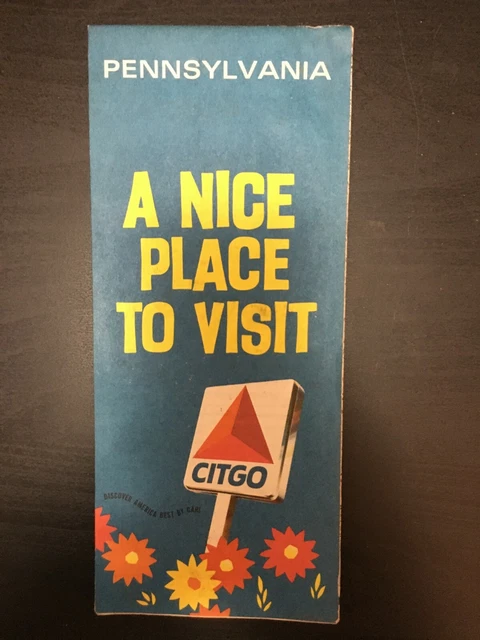 PENNSYLVANIA
A NICE
PLACE
TO VISIT
CITGO
DISCOVER AMERICA BEST BY CAR!